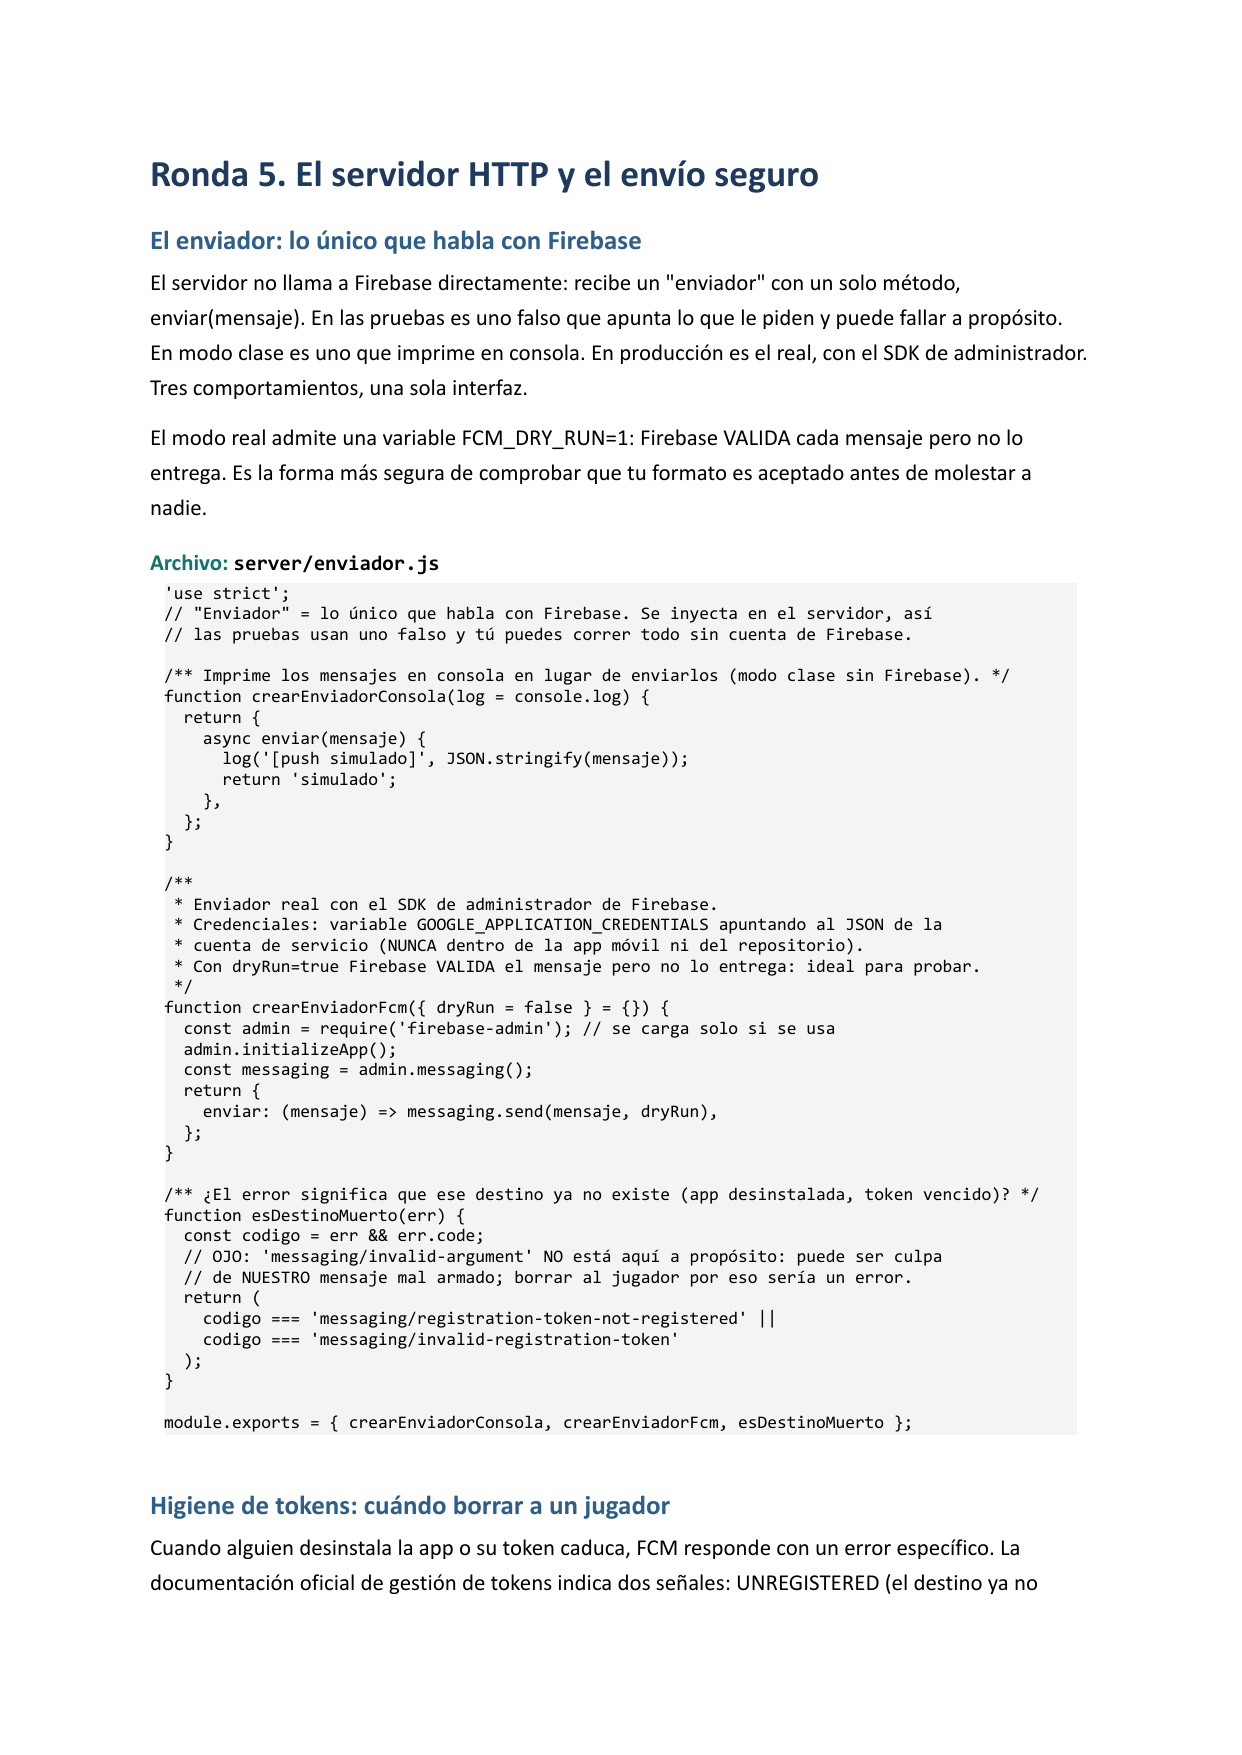 Ronda 5. El servidor HTTP y el envío seguro
El enviador: lo único que habla con Firebase
El servidor no llama a Firebase directamente: recibe un "enviador" con un solo método,
enviar(mensaje). En las pruebas es uno falso que apunta lo que le piden y puede fallar a propósito.
En modo clase es uno que imprime en consola. En producción es el real, con el SDK de administrador.
Tres comportamientos, una sola interfaz.
El modo real admite una variable FCM_DRY_RUN=1: Firebase VALIDA cada mensaje pero no lo
entrega. Es la forma más segura de comprobar que tu formato es aceptado antes de molestar a
nadie.
Archivo: server/enviador.js
'use strict';
// "Enviador" = lo único que habla con Firebase. Se inyecta en el servidor, así
// las pruebas usan uno falso y tú puedes correr todo sin cuenta de Firebase.

/** Imprime los mensajes en consola en lugar de enviarlos (modo clase sin Firebase). */
function crearEnviadorConsola(log = console.log) {
  return {
    async enviar(mensaje) {
      log('[push simulado]', JSON.stringify(mensaje));
      return 'simulado';
    },
  };
}

/**
 * Enviador real con el SDK de administrador de Firebase.
 * Credenciales: variable GOOGLE_APPLICATION_CREDENTIALS apuntando al JSON de la
 * cuenta de servicio (NUNCA dentro de la app móvil ni del repositorio).
 * Con dryRun=true Firebase VALIDA el mensaje pero no lo entrega: ideal para probar.
 */
function crearEnviadorFcm({ dryRun = false } = {}) {
  const admin = require('firebase-admin'); // se carga solo si se usa
  admin.initializeApp();
  const messaging = admin.messaging();
  return {
    enviar: (mensaje) => messaging.send(mensaje, dryRun),
  };
}

/** ¿El error significa que ese destino ya no existe (app desinstalada, token vencido)? */
function esDestinoMuerto(err) {
  const codigo = err && err.code;
  // OJO: 'messaging/invalid-argument' NO está aquí a propósito: puede ser culpa
  // de NUESTRO mensaje mal armado; borrar al jugador por eso sería un error.
  return (
    codigo === 'messaging/registration-token-not-registered' ||
    codigo === 'messaging/invalid-registration-token'
  );
}

module.exports = { crearEnviadorConsola, crearEnviadorFcm, esDestinoMuerto };
Higiene de tokens: cuándo borrar a un jugador
Cuando alguien desinstala la app o su token caduca, FCM responde con un error específico. La
documentación oficial de gestión de tokens indica dos señales: UNREGISTERED (el destino ya no